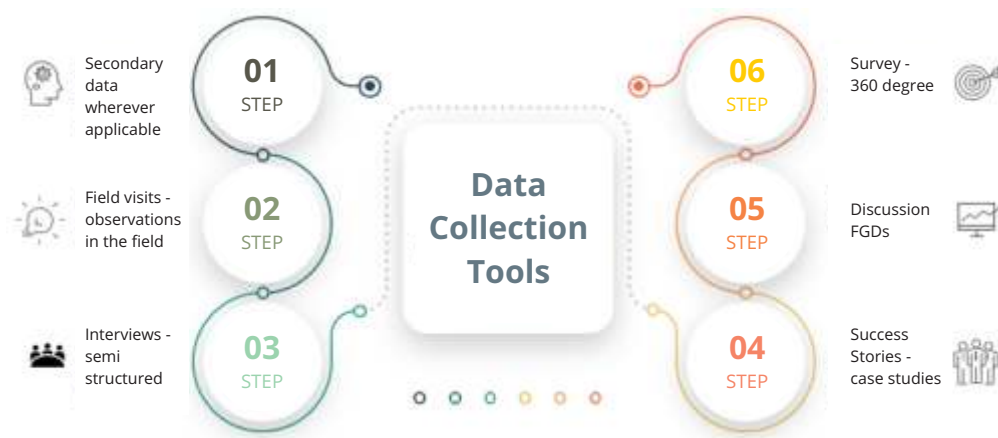 Secondary
data
wherever
applicable
01
STEP
Field visits -
observations
in the field
02
STEP
Interviews -
semi
structured
03
STEP
Data
Collection
Tools
06
STEP
Survey -
360 degree
05
STEP
Discussion
FGDs
04
STEP
Success
Stories -
case studies